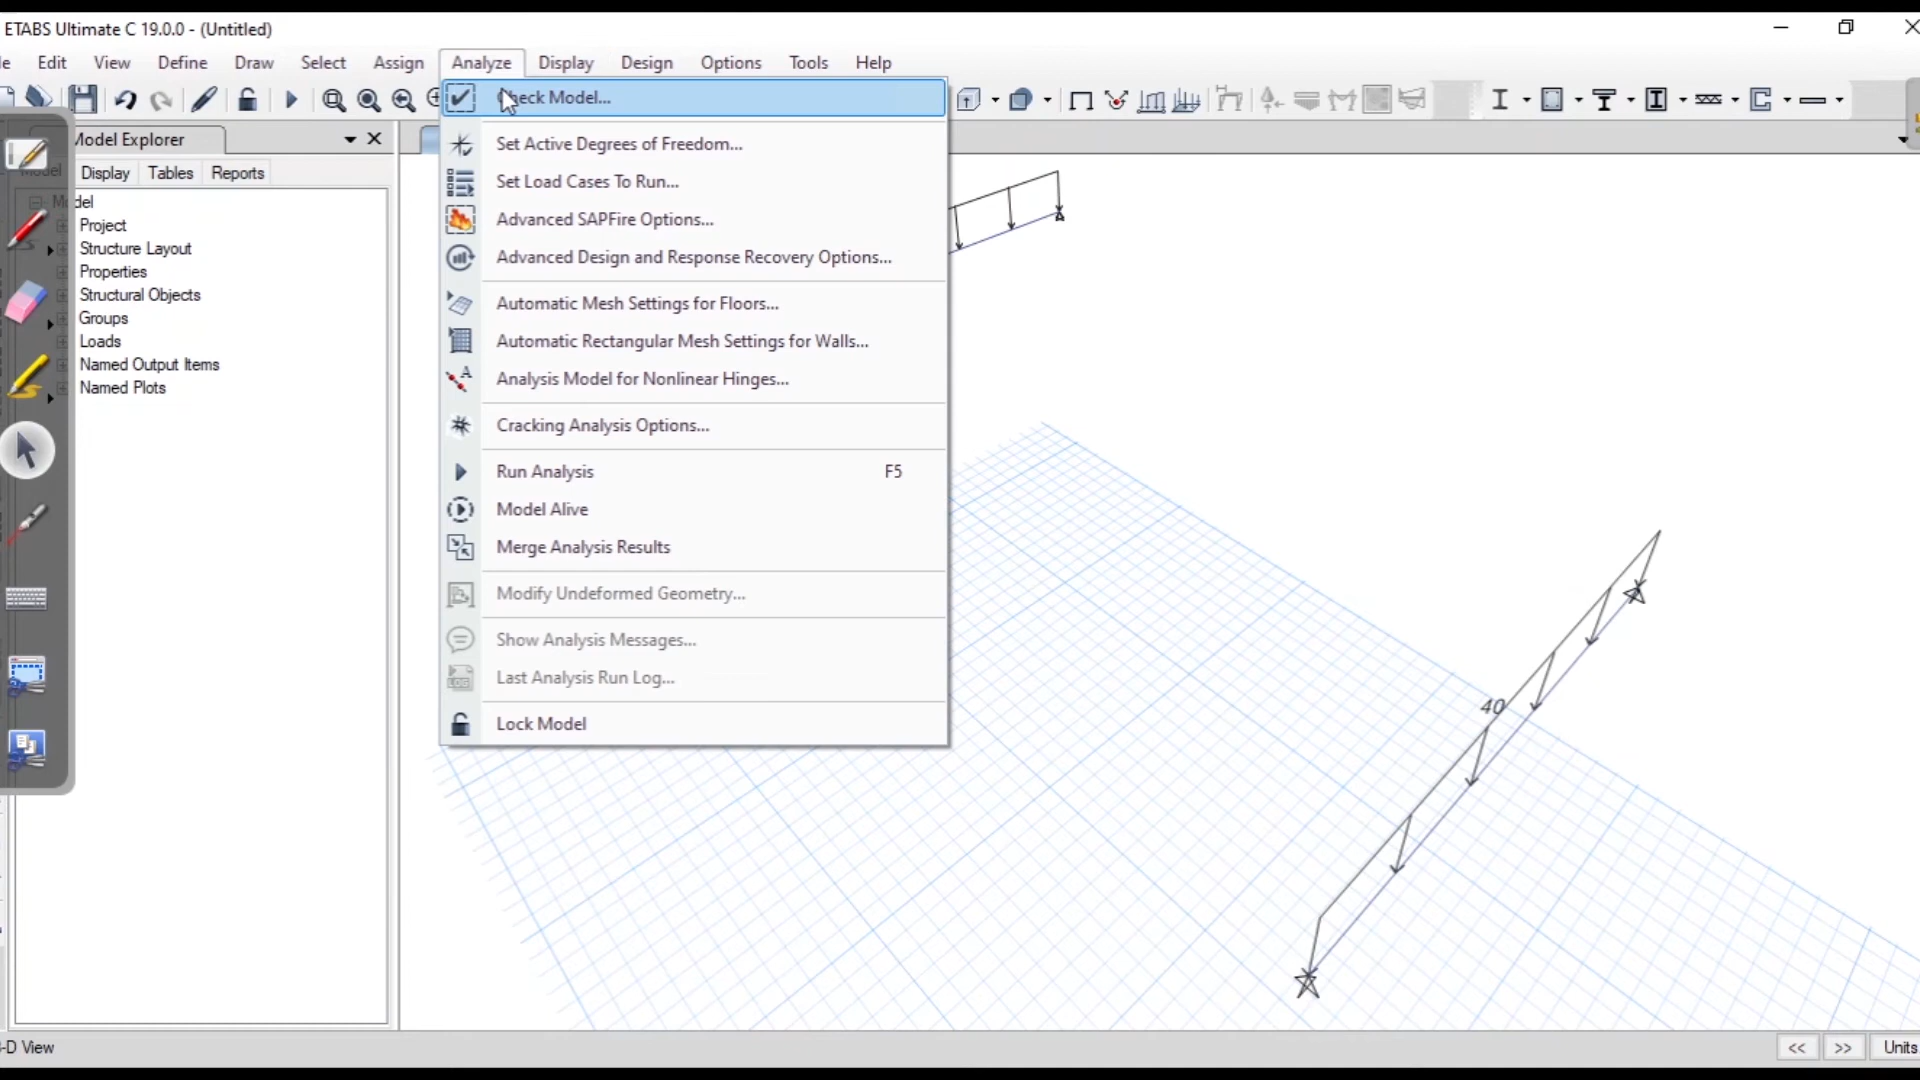 ETABS Ultimate C 19.0.0 - (Untitled)
Edit View Define Draw Select Assign Analyze Display Design Options Tools Help
Check Model...
Model Explorer
Set Active Degrees of Freedom...
Model Display Tables Reports
Set Load Cases To Run...
Model
Advanced SAPFire Options...
Project
Structure Layout
Advanced Design and Response Recovery Options...
Properties
Structural Objects
Automatic Mesh Settings for Floors...
Groups
Loads
Automatic Rectangular Mesh Settings for Walls...
Named Output Items
Analysis Model for Nonlinear Hinges...
Named Plots
Cracking Analysis Options...
Run Analysis F5
Model Alive
Merge Analysis Results
Modify Undeformed Geometry...
Show Analysis Messages...
Last Analysis Run Log...
40
Lock Model
-D View
<< >> Units